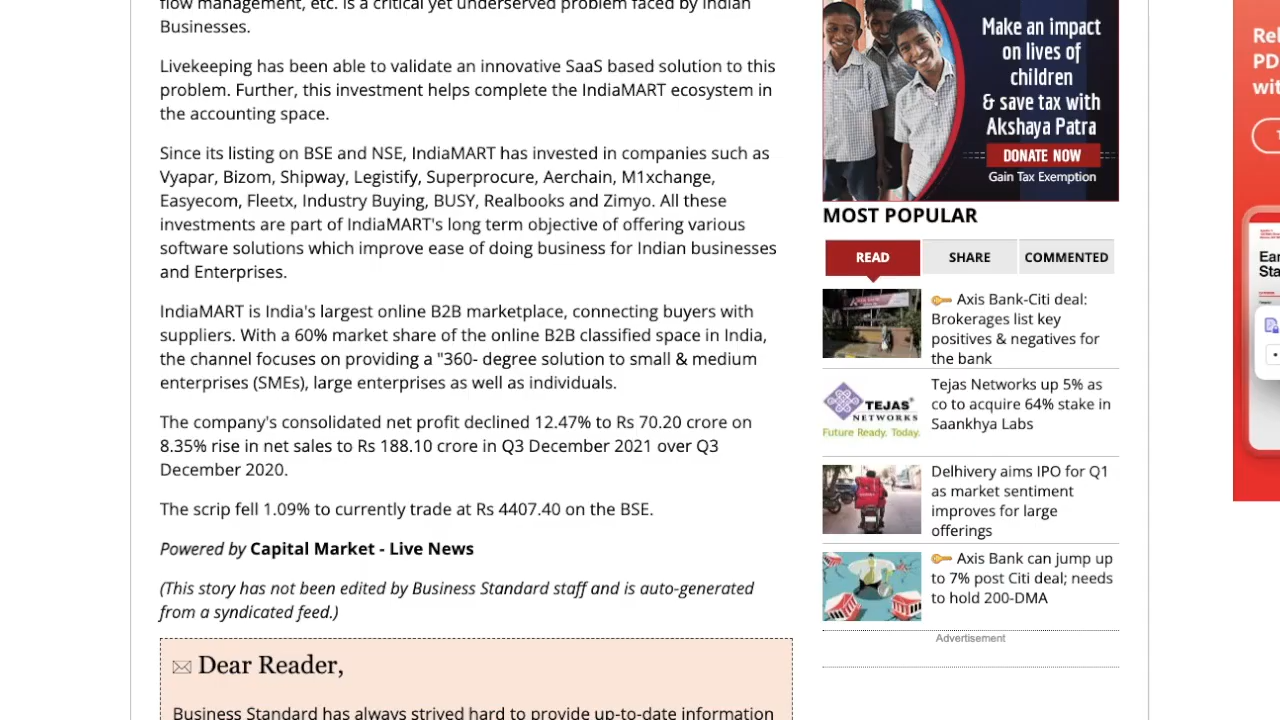 flow management, etc. is a critical yet underserved problem faced by Indian
Businesses.
Livekeeping has been able to validate an innovative SaaS based solution to this
problem. Further, this investment helps complete the IndiaMART ecosystem in
the accounting space.
Since its listing on BSE and NSE, IndiaMART has invested in companies such as
Vyapar, Bizom, Shipway, Legistify, Superprocure, Aerchain, M1xchange,
Easyecom, Fleetx, Industry Buying, BUSY, Realbooks and Zimyo. All these
investments are part of IndiaMART's long term objective of offering various
software solutions which improve ease of doing business for Indian businesses
and Enterprises.
IndiaMART is India's largest online B2B marketplace, connecting buyers with
suppliers. With a 60% market share of the online B2B classified space in India,
the channel focuses on providing a "360- degree solution to small & medium
enterprises (SMEs), large enterprises as well as individuals.
The company's consolidated net profit declined 12.47% to Rs 70.20 crore on
8.35% rise in net sales to Rs 188.10 crore in Q3 December 2021 over Q3
December 2020.
The scrip fell 1.09% to currently trade at Rs 4407.40 on the BSE.
Powered by Capital Market - Live News
(This story has not been edited by Business Standard staff and is auto-generated
from a syndicated feed.)
Dear Reader,
Business Standard has always strived hard to provide up-to-date information
Make an impact
on lives of
children
& save tax with
Akshaya Patra
DONATE NOW
Gain Tax Exemption
MOST POPULAR
READ
SHARE
COMMENTED
Axis Bank-Citi deal:
Brokerages list key
positives & negatives for
the bank
TEJAS
NETWORKS
Future Ready. Today.
Tejas Networks up 5% as
co to acquire 64% stake in
Saankhya Labs
Delhivery aims IPO for Q1
as market sentiment
improves for large
offerings
Axis Bank can jump up
to 7% post Citi deal; needs
to hold 200-DMA
Advertisement
Rel
PD
wit
Ear
Sta